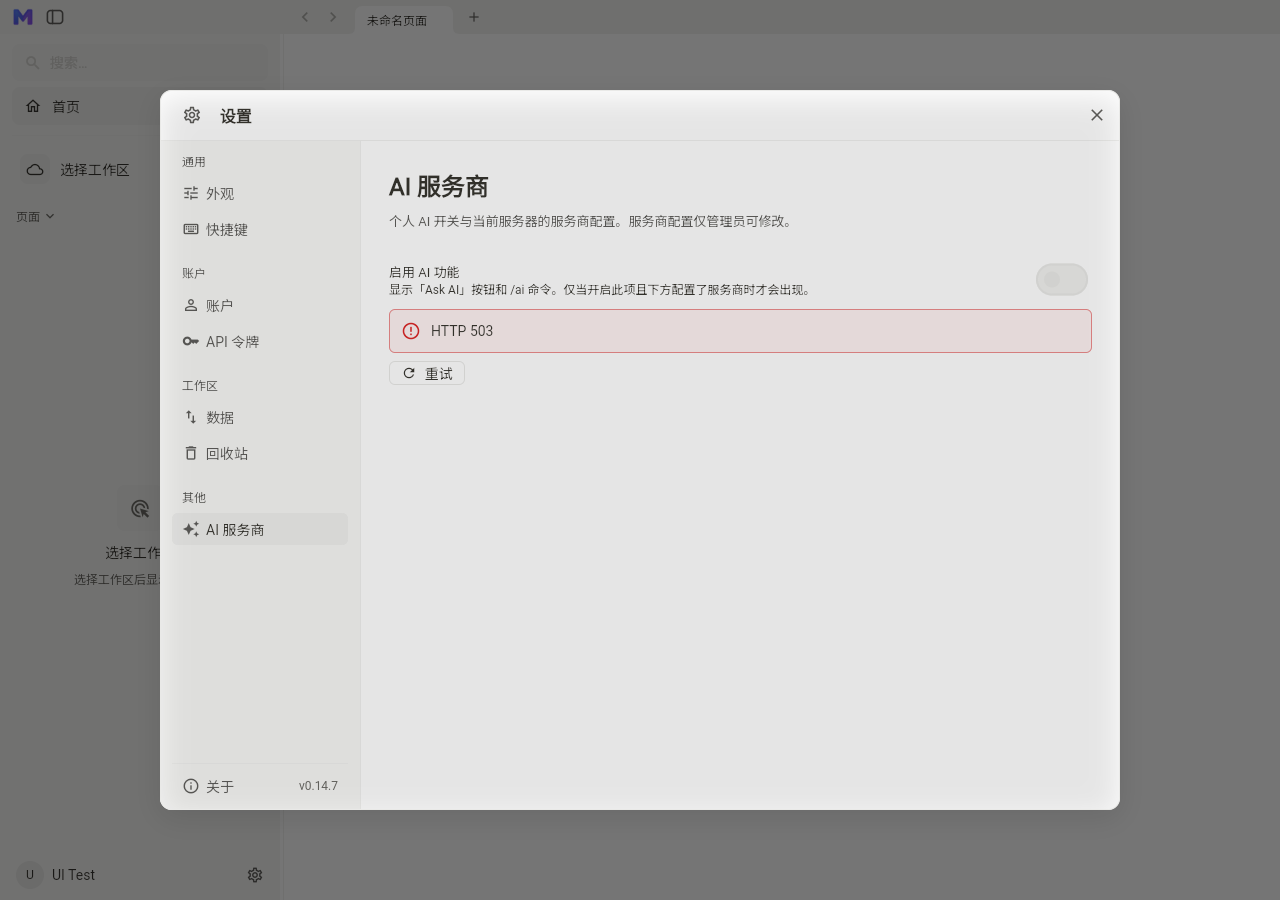 未命名页面
搜索...
首页
选择工作区
页面
选择工作
选择工作区后显
U
UI Test
设置
通用
外观
快捷键
账户
账户
API 令牌
工作区
数据
回收站
其他
AI 服务商
关于
v0.14.7
AI 服务商
个人 AI 开关与当前服务器的服务商配置。服务商配置仅管理员可修改。
启用 AI 功能
显示「Ask AI」按钮和 /ai 命令。仅当开启此项且下方配置了服务商时才会出现。
HTTP 503
重试